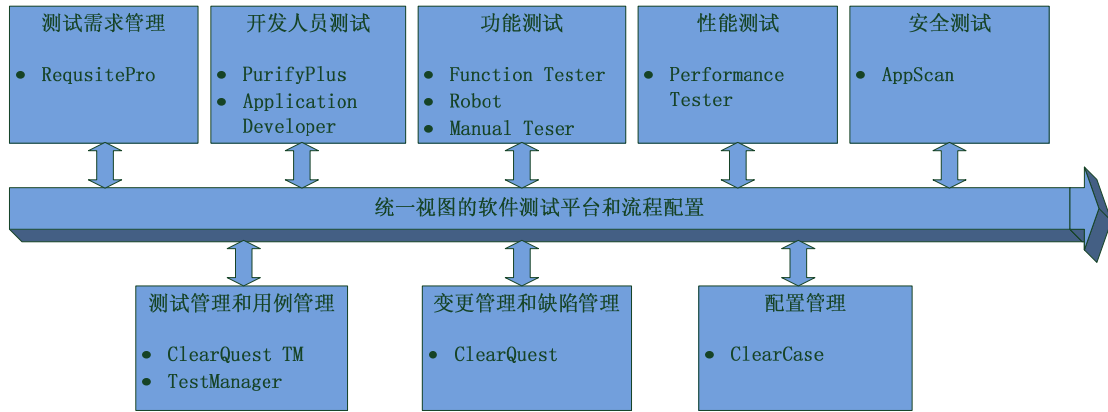 测试需求管理
• RequsitePro
开发人员测试
• PurifyPlus
• Application
Developer
功能测试
• Function Tester
• Robot
• Manual Teser
性能测试
• Performance
Tester
安全测试
• AppScan
统一视图的软件测试平台和流程配置
测试管理和用例管理
• ClearQuest TM
• TestManager
变更管理和缺陷管理
• ClearQuest
配置管理
• ClearCase